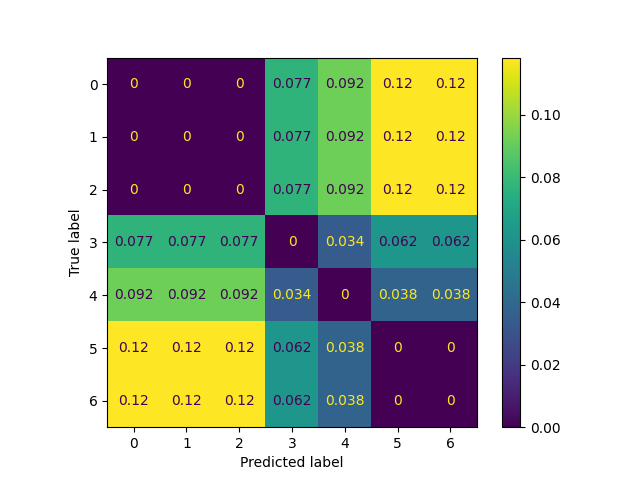 True label
0 0 0 0 0.077 0.092 0.12 0.12
1 0 0 0 0.077 0.092 0.12 0.12
2 0 0 0 0.077 0.092 0.12 0.12
3 0.077 0.077 0.077 0 0.034 0.062 0.062
4 0.092 0.092 0.092 0.034 0 0.038 0.038
5 0.12 0.12 0.12 0.062 0.038 0 0
6 0.12 0.12 0.12 0.062 0.038 0 0
0 1 2 3 4 5 6
Predicted label
0.10
0.08
0.06
0.04
0.02
0.00